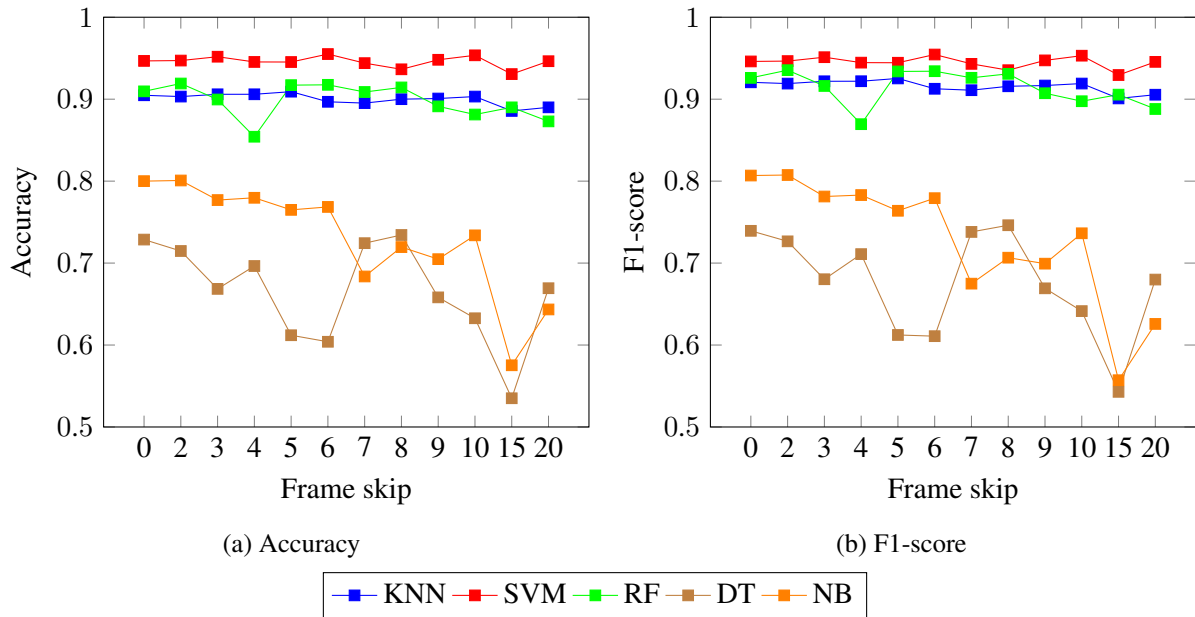 1
0.9
0.8
0.7
0.6
0.5
Accuracy
0 2 3 4 5 6 7 8 9 10 15 20
Frame skip
(a) Accuracy
1
0.9
0.8
0.7
0.6
0.5
F1-score
0 2 3 4 5 6 7 8 9 10 15 20
Frame skip
(b) F1-score
KNN SVM RF DT NB